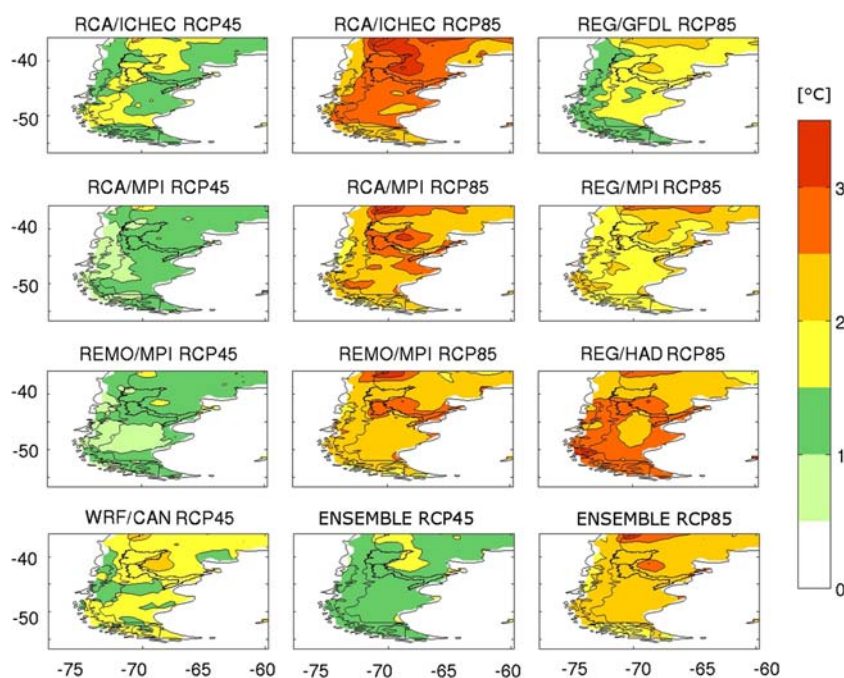 RCA/ICHEC RCP45
RCA/ICHEC RCP85
REG/GFDL RCP85
-40
-50
[°C]
RCA/MPI RCP45
RCA/MPI RCP85
REG/MPI RCP85
-40
-50
REMO/MPI RCP45
REMO/MPI RCP85
REG/HAD RCP85
-40
-50
WRF/CAN RCP45
ENSEMBLE RCP45
ENSEMBLE RCP85
-40
-50
-75 -70 -65 -60
-75 -70 -65 -60
-75 -70 -65 -60
3
2
1
0